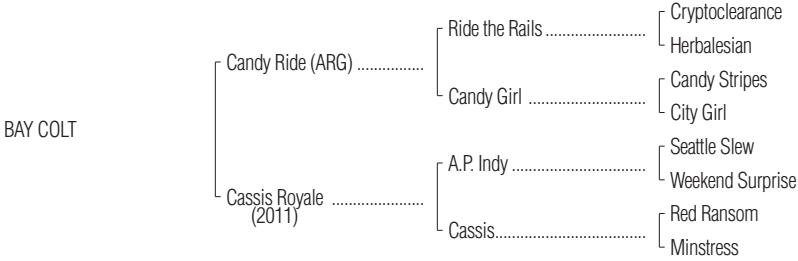 Cryptoclearance
Ride the Rails ........................
Herbalesian
Candy Ride (ARG) ................
Candy Stripes
Candy Girl ............................
City Girl
BAY COLT
Seattle Slew
A.P. Indy ................................
Weekend Surprise
Cassis Royale ......................
(2011)
Red Ransom
Cassis....................................
Minstress